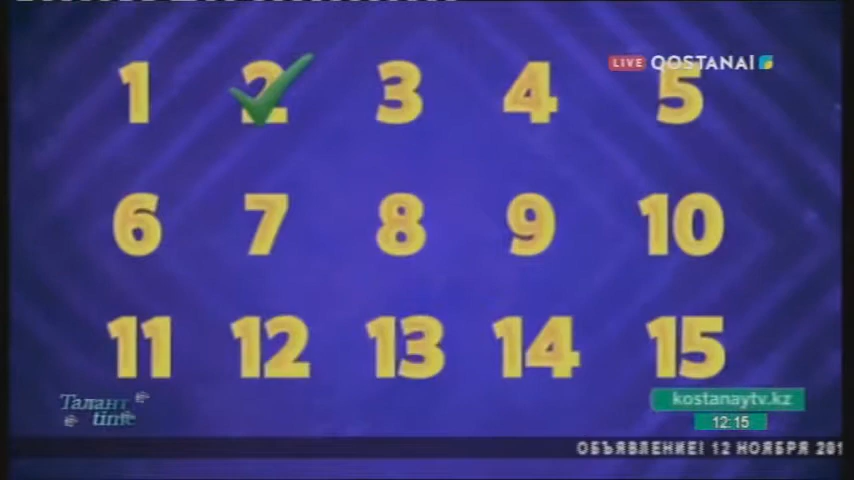 LIVE QOSTANAI
1 2 3 4 5
6 7 8 9 10
11 12 13 14 15
Талант
time
kostanaytv.kz
12:15
ОБЪЯВЛЕНИЕ! 12 НОЯБРЯ 201